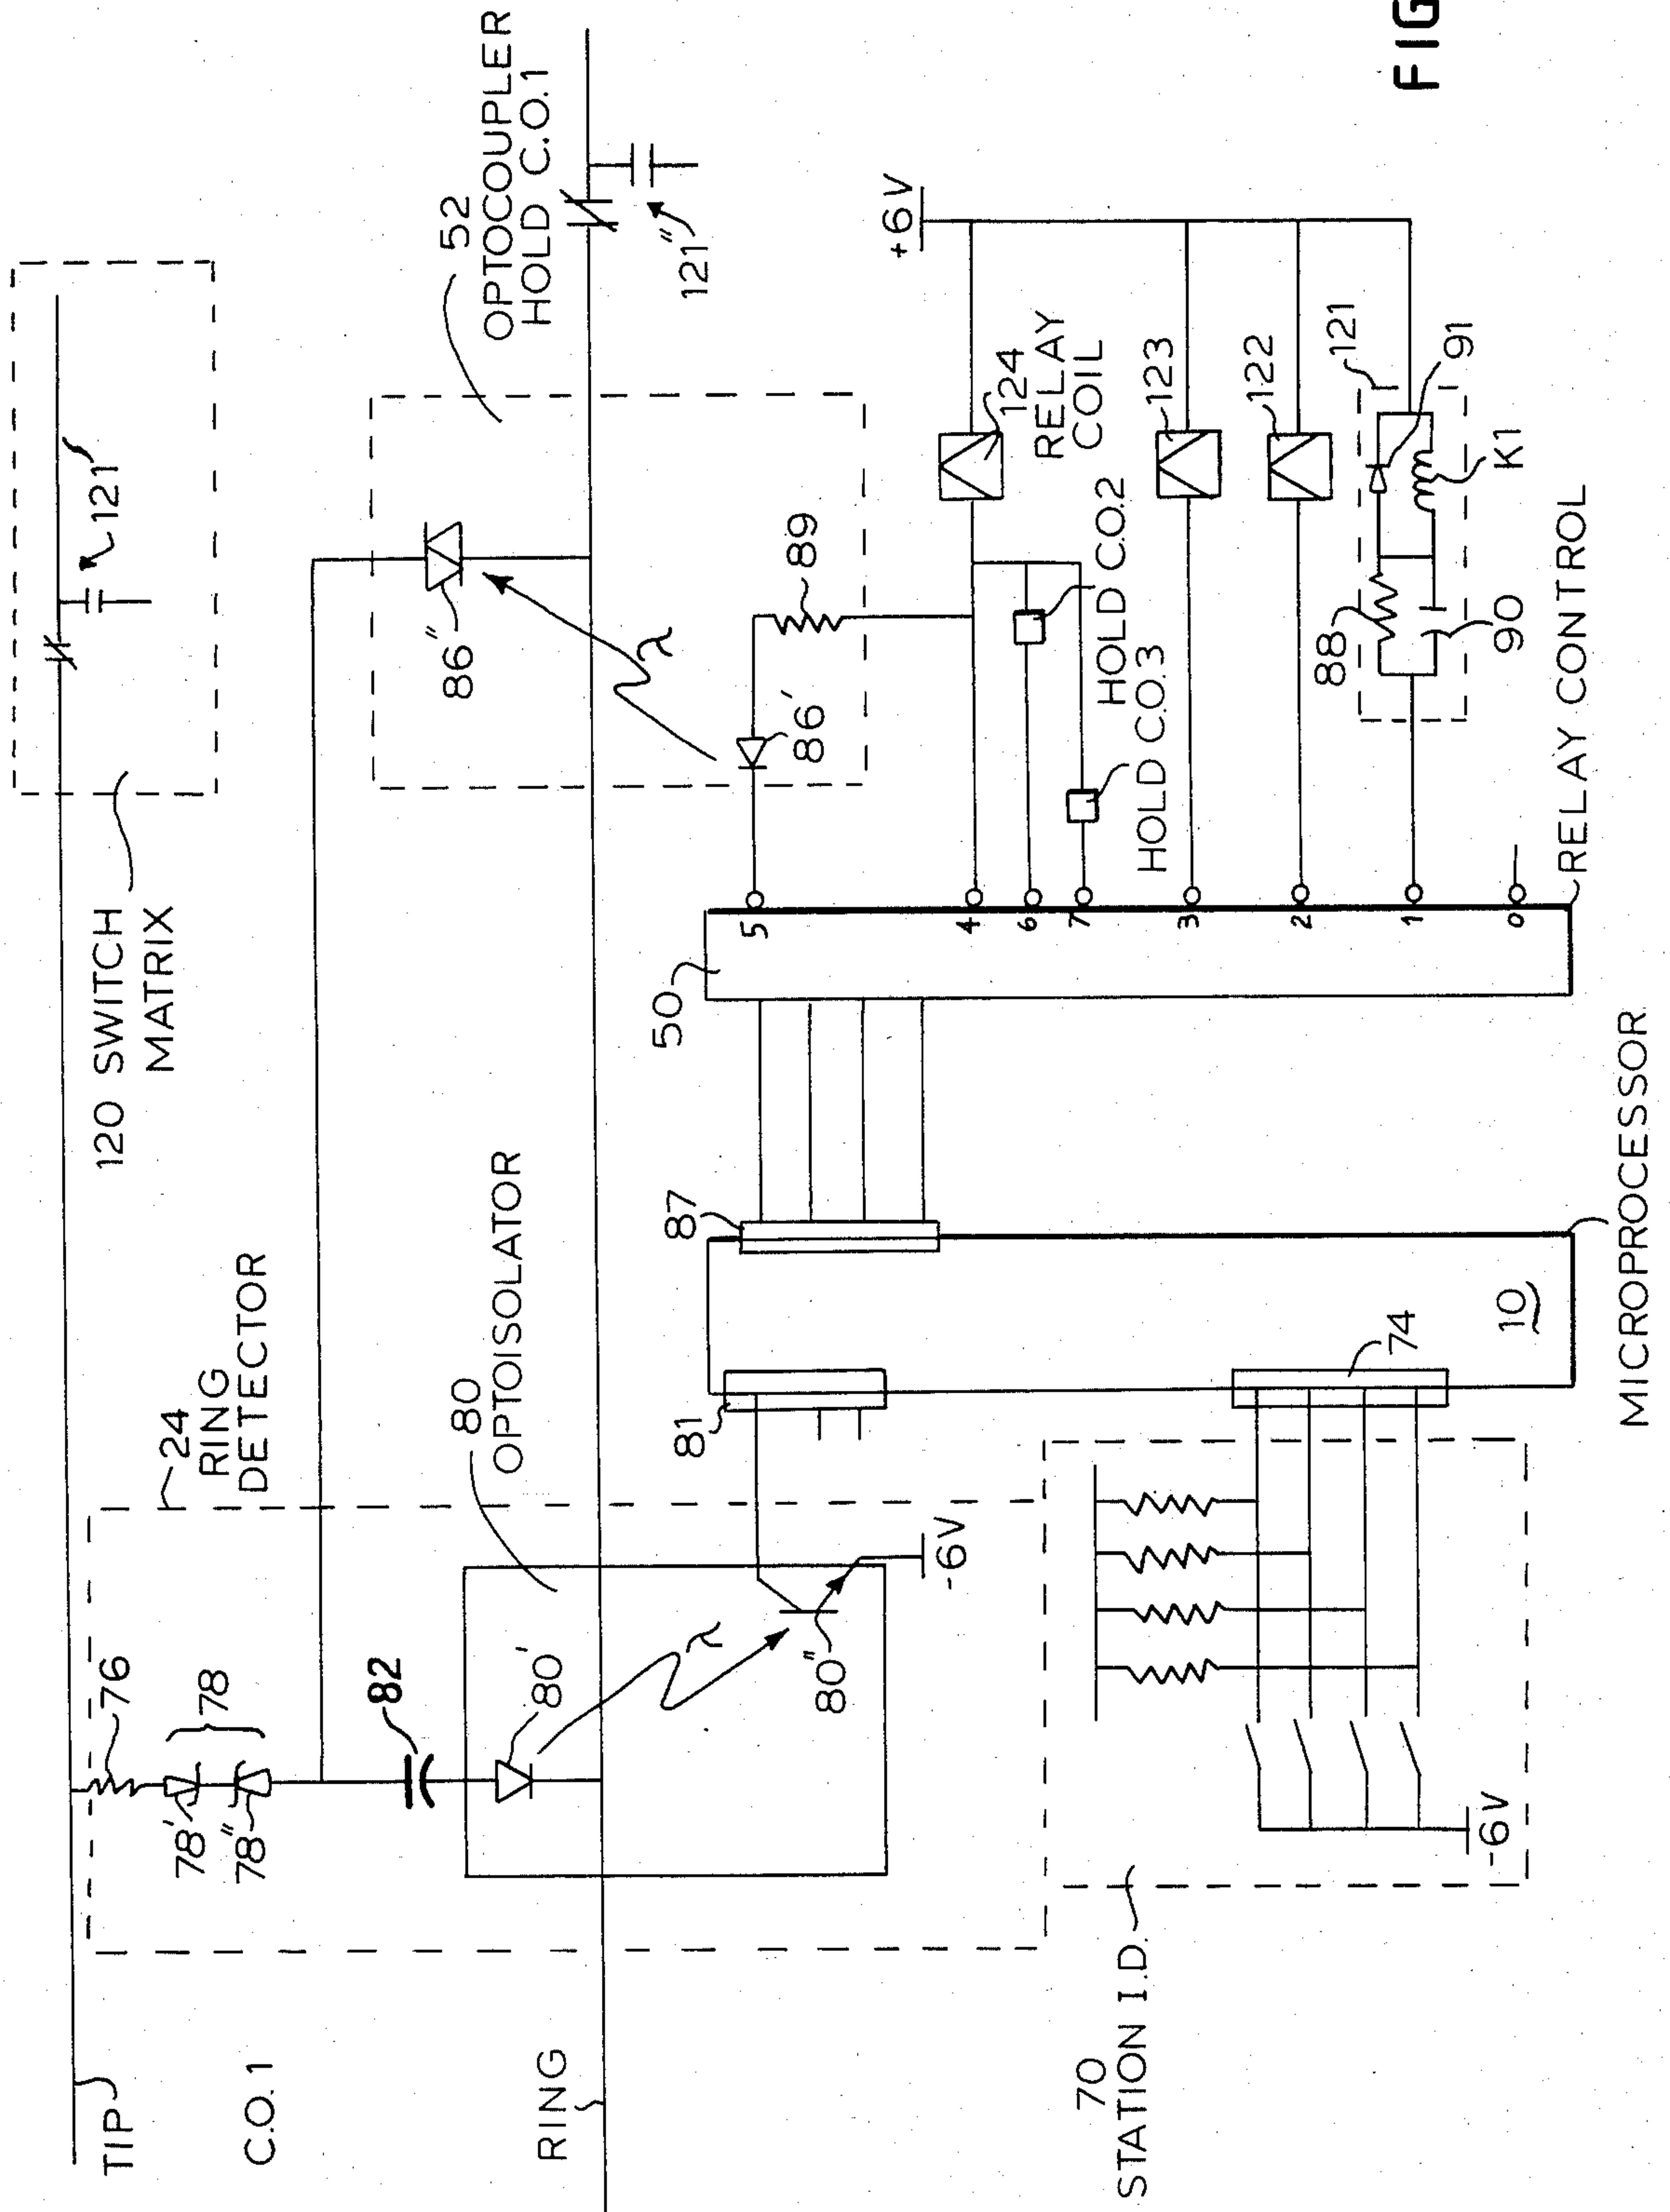 TIP
76
78'
78"
78
24
RING
DETECTOR
120 SWITCH
MATRIX
121'
C.O.1
82
80
OPTOISOLATOR
80'
86"
52
OPTOCOUPLER
HOLD C.O.1
RING
121"
λ
λ
80"
-6V
81
87
50
5
4
6
7
3
2
1
0
86'
89
+6V
124
RELAY
COIL
HOLD C.O.2
HOLD C.O.3
123
122
121
88
90
91
K1
RELAY CONTROL
70
STATION I.D.
-6V
74
10
MICROPROCESSOR
FIG